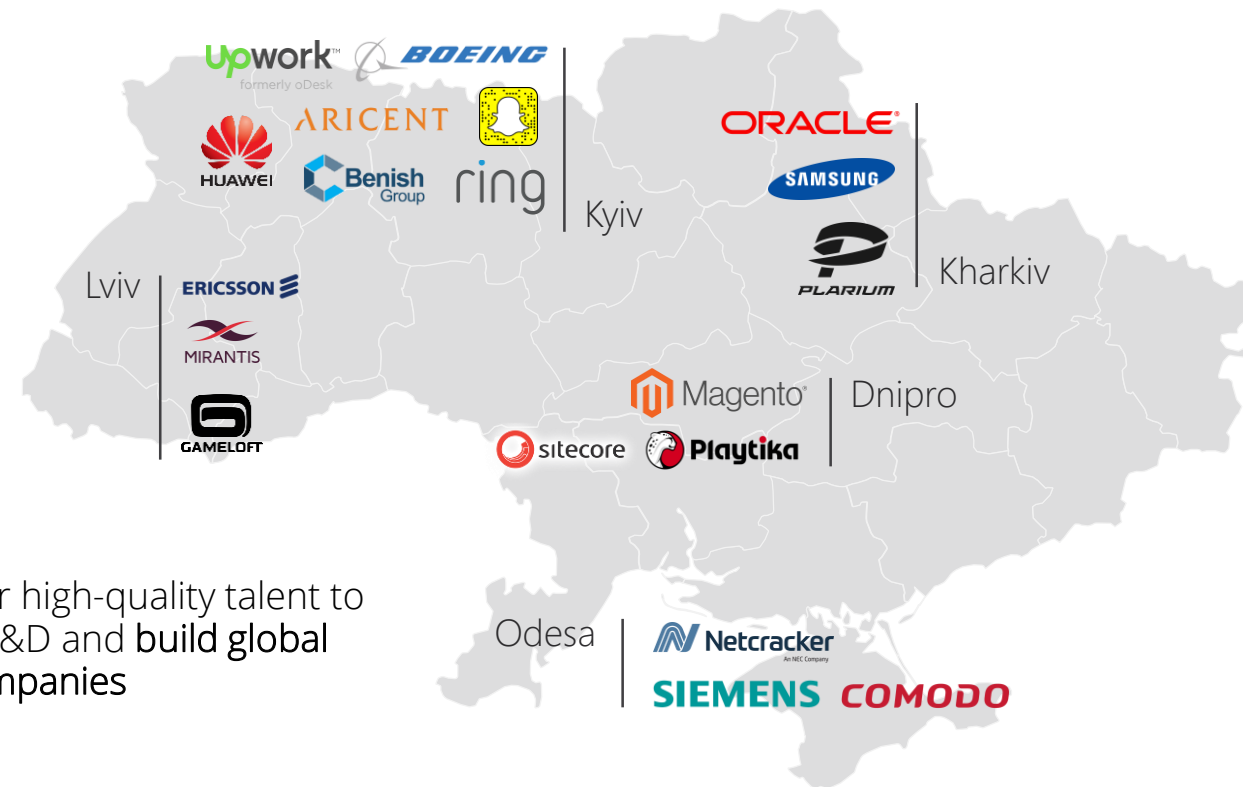 upwork™
formerly oDesk
BOEING
ARICENT
HUAWEI
Benish
Group
ring
Kyiv
ORACLE®
SAMSUNG
PLARIUM
Kharkiv
Lviv
ERICSSON
MIRANTIS
GAMELOFT
Magento®
sitecore
Playtika
Dnipro
r high-quality talent to
&D and build global
mpanies
Odesa
Netcracker
An NEC Company
SIEMENS
COMODO